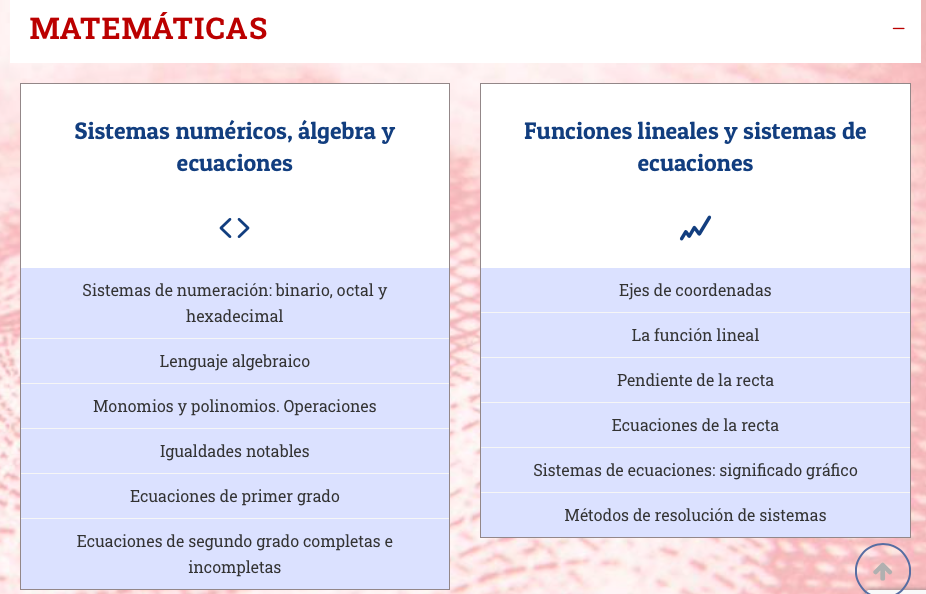 MATEMÁTICAS
Sistemas numéricos, álgebra y
ecuaciones
Sistemas de numeración: binario, octal y
hexadecimal
Lenguaje algebraico
Monomios y polinomios. Operaciones
Igualdades notables
Ecuaciones de primer grado
Ecuaciones de segundo grado completas e
incompletas
Funciones lineales y sistemas de
ecuaciones
Ejes de coordenadas
La función lineal
Pendiente de la recta
Ecuaciones de la recta
Sistemas de ecuaciones: significado gráfico
Métodos de resolución de sistemas